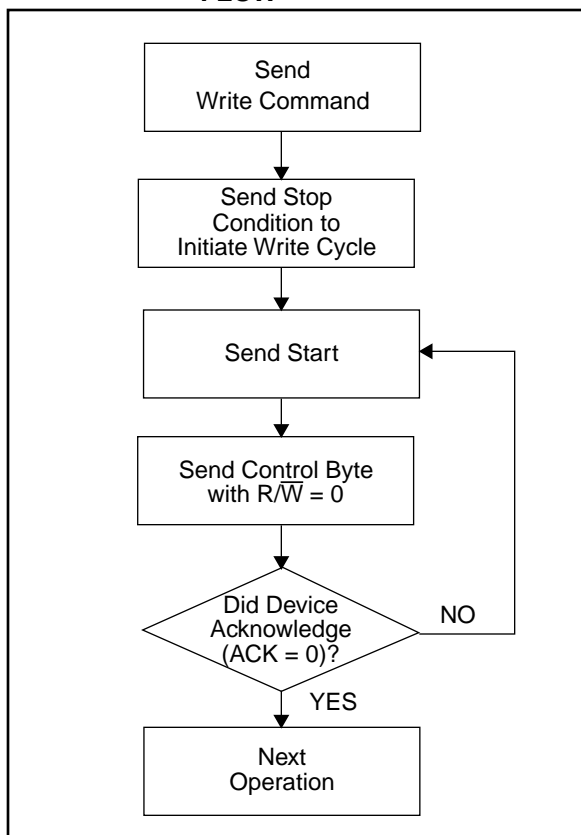 FLOW
Send
Write Command
Send Stop
Condition to
Initiate Write Cycle
Send Start
Send Control Byte
with R/W̅ = 0
Did Device
Acknowledge
(ACK = 0)?
NO
YES
Next
Operation